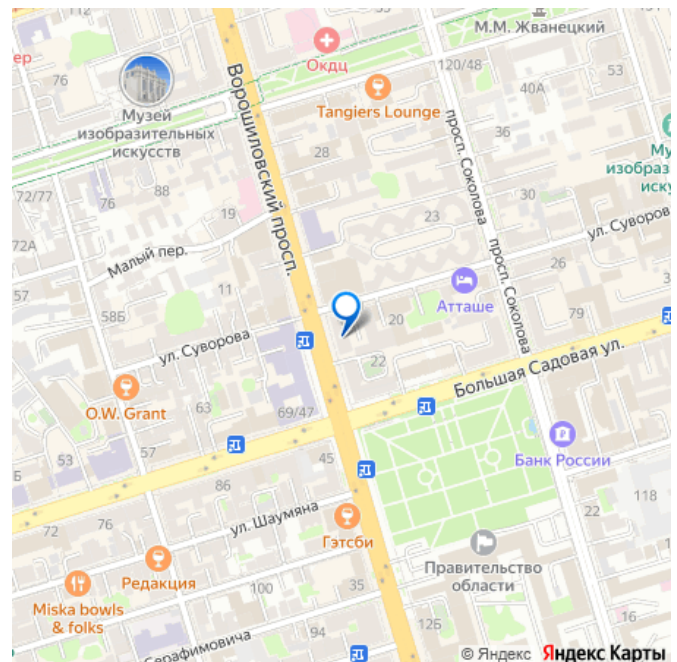 112
М.М. Жванецкий
ер
Окдц
76
120/48
53
Tangiers Lounge
40А
Музей
изобразительных
искусств
Ворошиловский просп.
просп. Соколова
36
Му
изобраз
иску
28
72/77
76
88
30
19
23
ул. Суворова
72А
Малый пер.
просп. Соколова
26
57
11
58Б
Атташе
20
79
ул. Суворова
22
Большая Садовая ул.
O.W. Grant
63
69/47
Б
53
57
45
Банк России
86
118
72
76
ул. Шаумяна
22
Гэтсби
Правительство
области
Редакция
100
35
Miska bowls
& folks
94
12Б
16
Серафимовича
© Яндекс Яндекс Карты